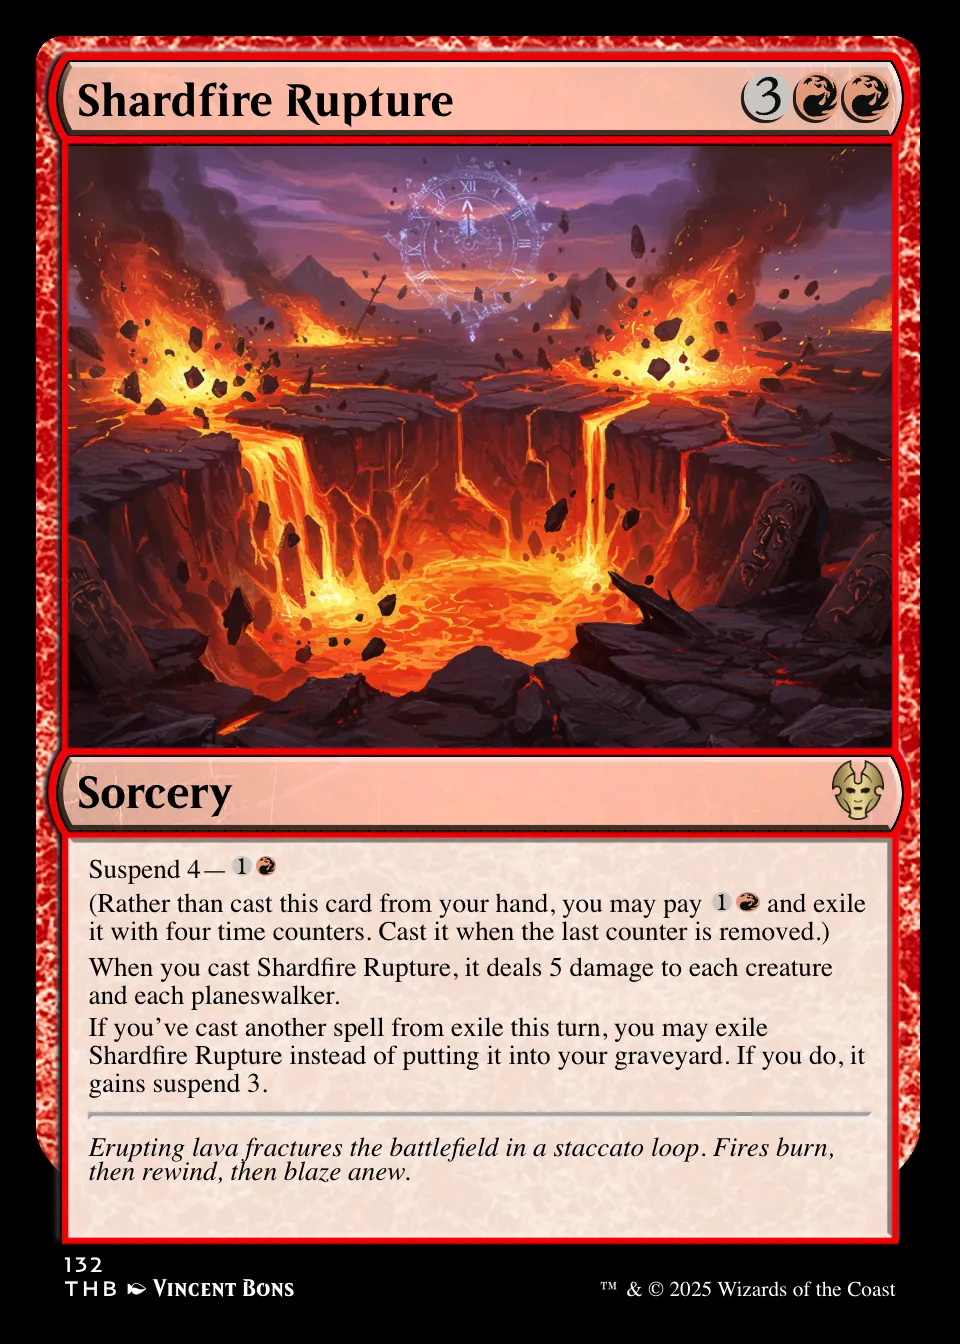 Shardfire Rupture 3
XII
Sorcery
Suspend 4— 1
(Rather than cast this card from your hand, you may pay 1 and exile
it with four time counters. Cast it when the last counter is removed.)
When you cast Shardfire Rupture, it deals 5 damage to each creature
and each planeswalker.
If you’ve cast another spell from exile this turn, you may exile
Shardfire Rupture instead of putting it into your graveyard. If you do, it
gains suspend 3.
Erupting lava fractures the battlefield in a staccato loop. Fires burn,
then rewind, then blaze anew.
132
THB Vincent Bons
™ & © 2025 Wizards of the Coast